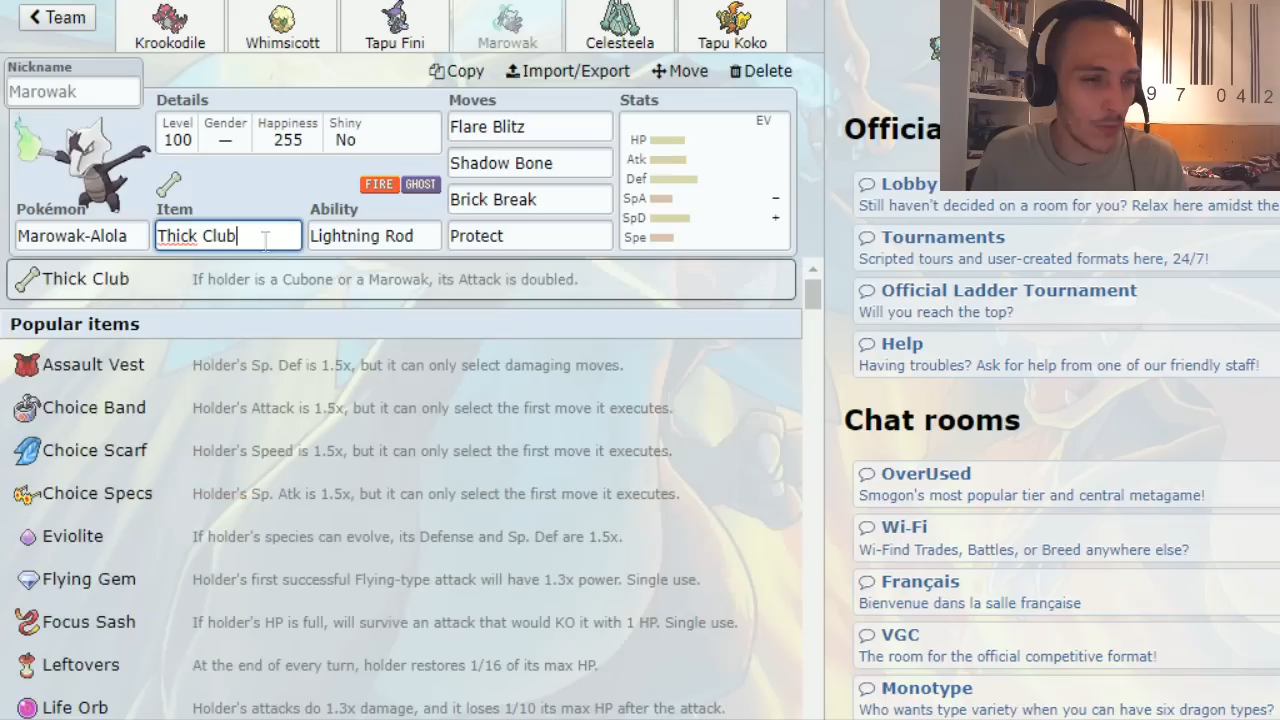 Team
Krookodile
Whimsicott
Tapu Fini
Marowak
Celesteela
Tapu Koko
Copy
Import/Export
Move
Delete
Nickname
Marowak
Details
Level
100
Gender
—
Happiness
255
Shiny
No
FIRE
GHOST
Pokémon
Marowak-Alola
Item
Thick Club
Ability
Lightning Rod
Moves
Flare Blitz
Shadow Bone
Brick Break
Protect
Stats
EV
HP
Atk
Def
SpA −
SpD +
Spe
Thick Club If holder is a Cubone or a Marowak, its Attack is doubled.
Popular items
Assault Vest Holder's Sp. Def is 1.5x, but it can only select damaging moves.
Choice Band Holder's Attack is 1.5x, but it can only select the first move it executes.
Choice Scarf Holder's Speed is 1.5x, but it can only select the first move it executes.
Choice Specs Holder's Sp. Atk is 1.5x, but it can only select the first move it executes.
Eviolite If holder's species can evolve, its Defense and Sp. Def are 1.5x.
Flying Gem Holder's first successful Flying-type attack will have 1.3x power. Single use.
Focus Sash If holder's HP is full, will survive an attack that would KO it with 1 HP. Single use.
Leftovers At the end of every turn, holder restores 1/16 of its max HP.
Life Orb Holder's attacks do 1.3x damage, and it loses 1/10 its max HP after the attack.
9 7 0 4 2
Officia
Lobby
Still haven't decided on a room for you? Relax here amidst the
Tournaments
Scripted tours and user-created formats here, 24/7!
Official Ladder Tournament
Will you reach the top?
Help
Having troubles? Ask for help from one of our friendly staff!
Chat rooms
OverUsed
Smogon's most popular tier and central metagame!
Wi-Fi
Wi-Find Trades, Battles, or Breed anywhere else?
Français
Bienvenue dans la salle française
VGC
The room for the official competitive format!
Monotype
Who wants type variety when you can have six dragon types?